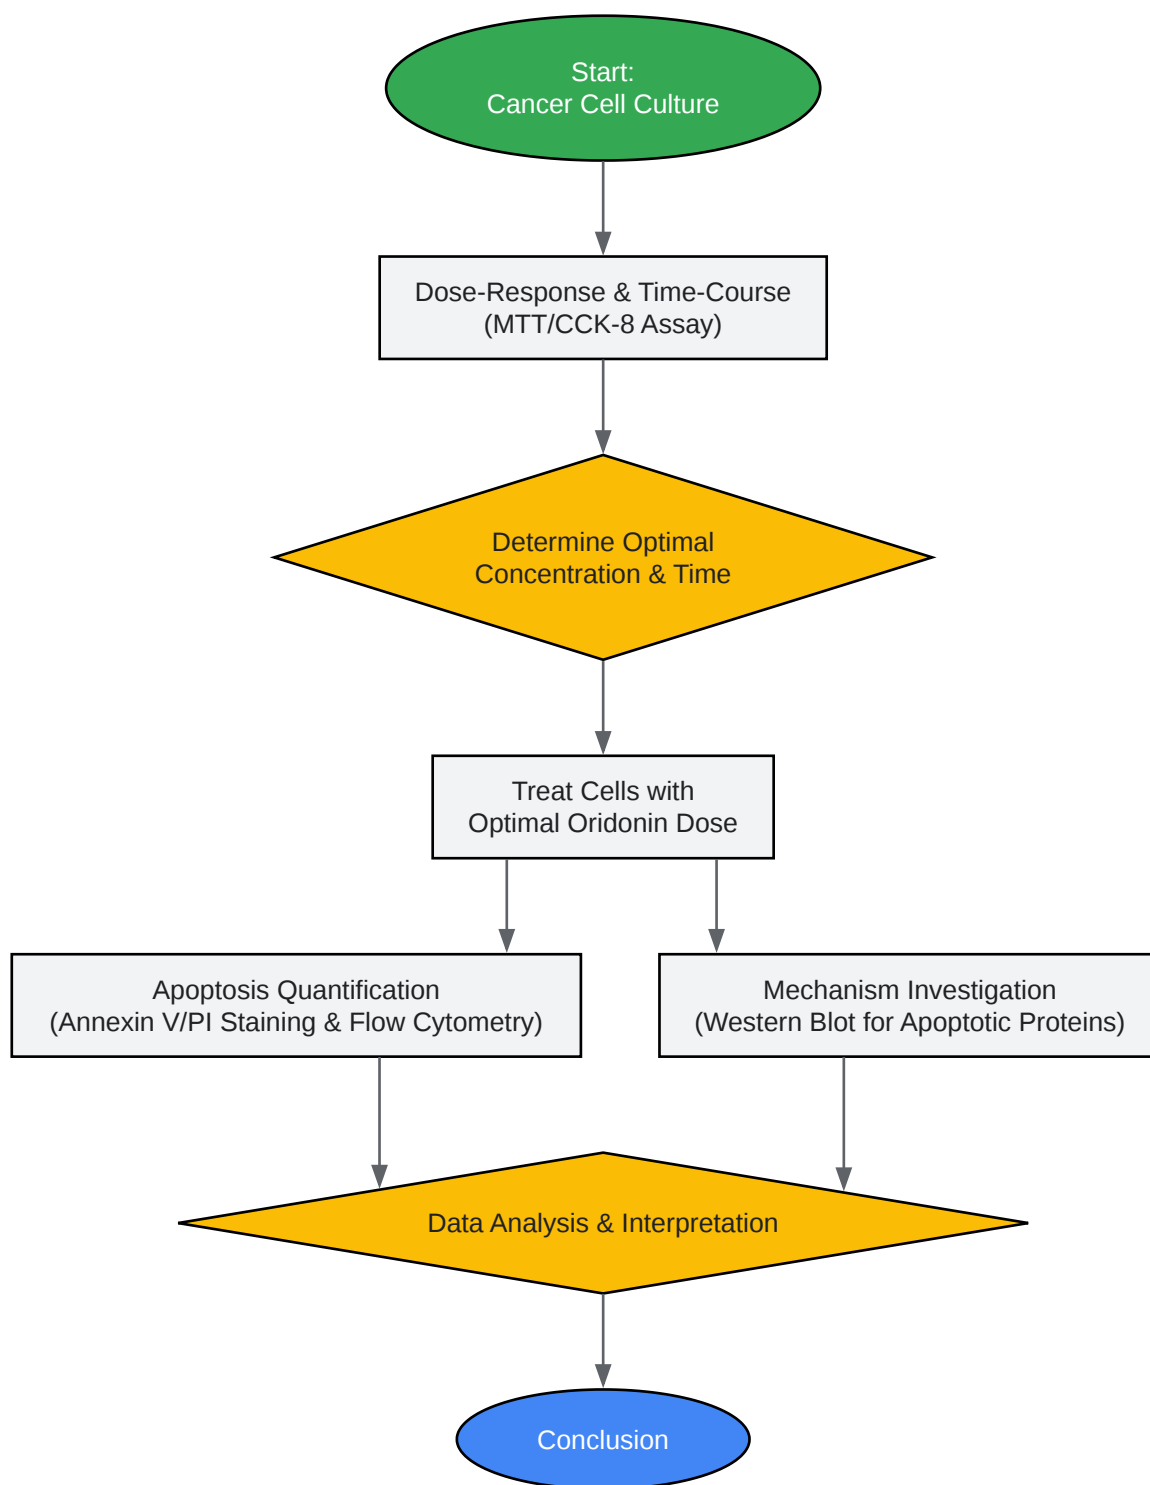 Start:
Cancer Cell Culture
Dose-Response & Time-Course
(MTT/CCK-8 Assay)
Determine Optimal
Concentration & Time
Treat Cells with
Optimal Oridonin Dose
Apoptosis Quantification
(Annexin V/PI Staining & Flow Cytometry)
Mechanism Investigation
(Western Blot for Apoptotic Proteins)
Data Analysis & Interpretation
Conclusion